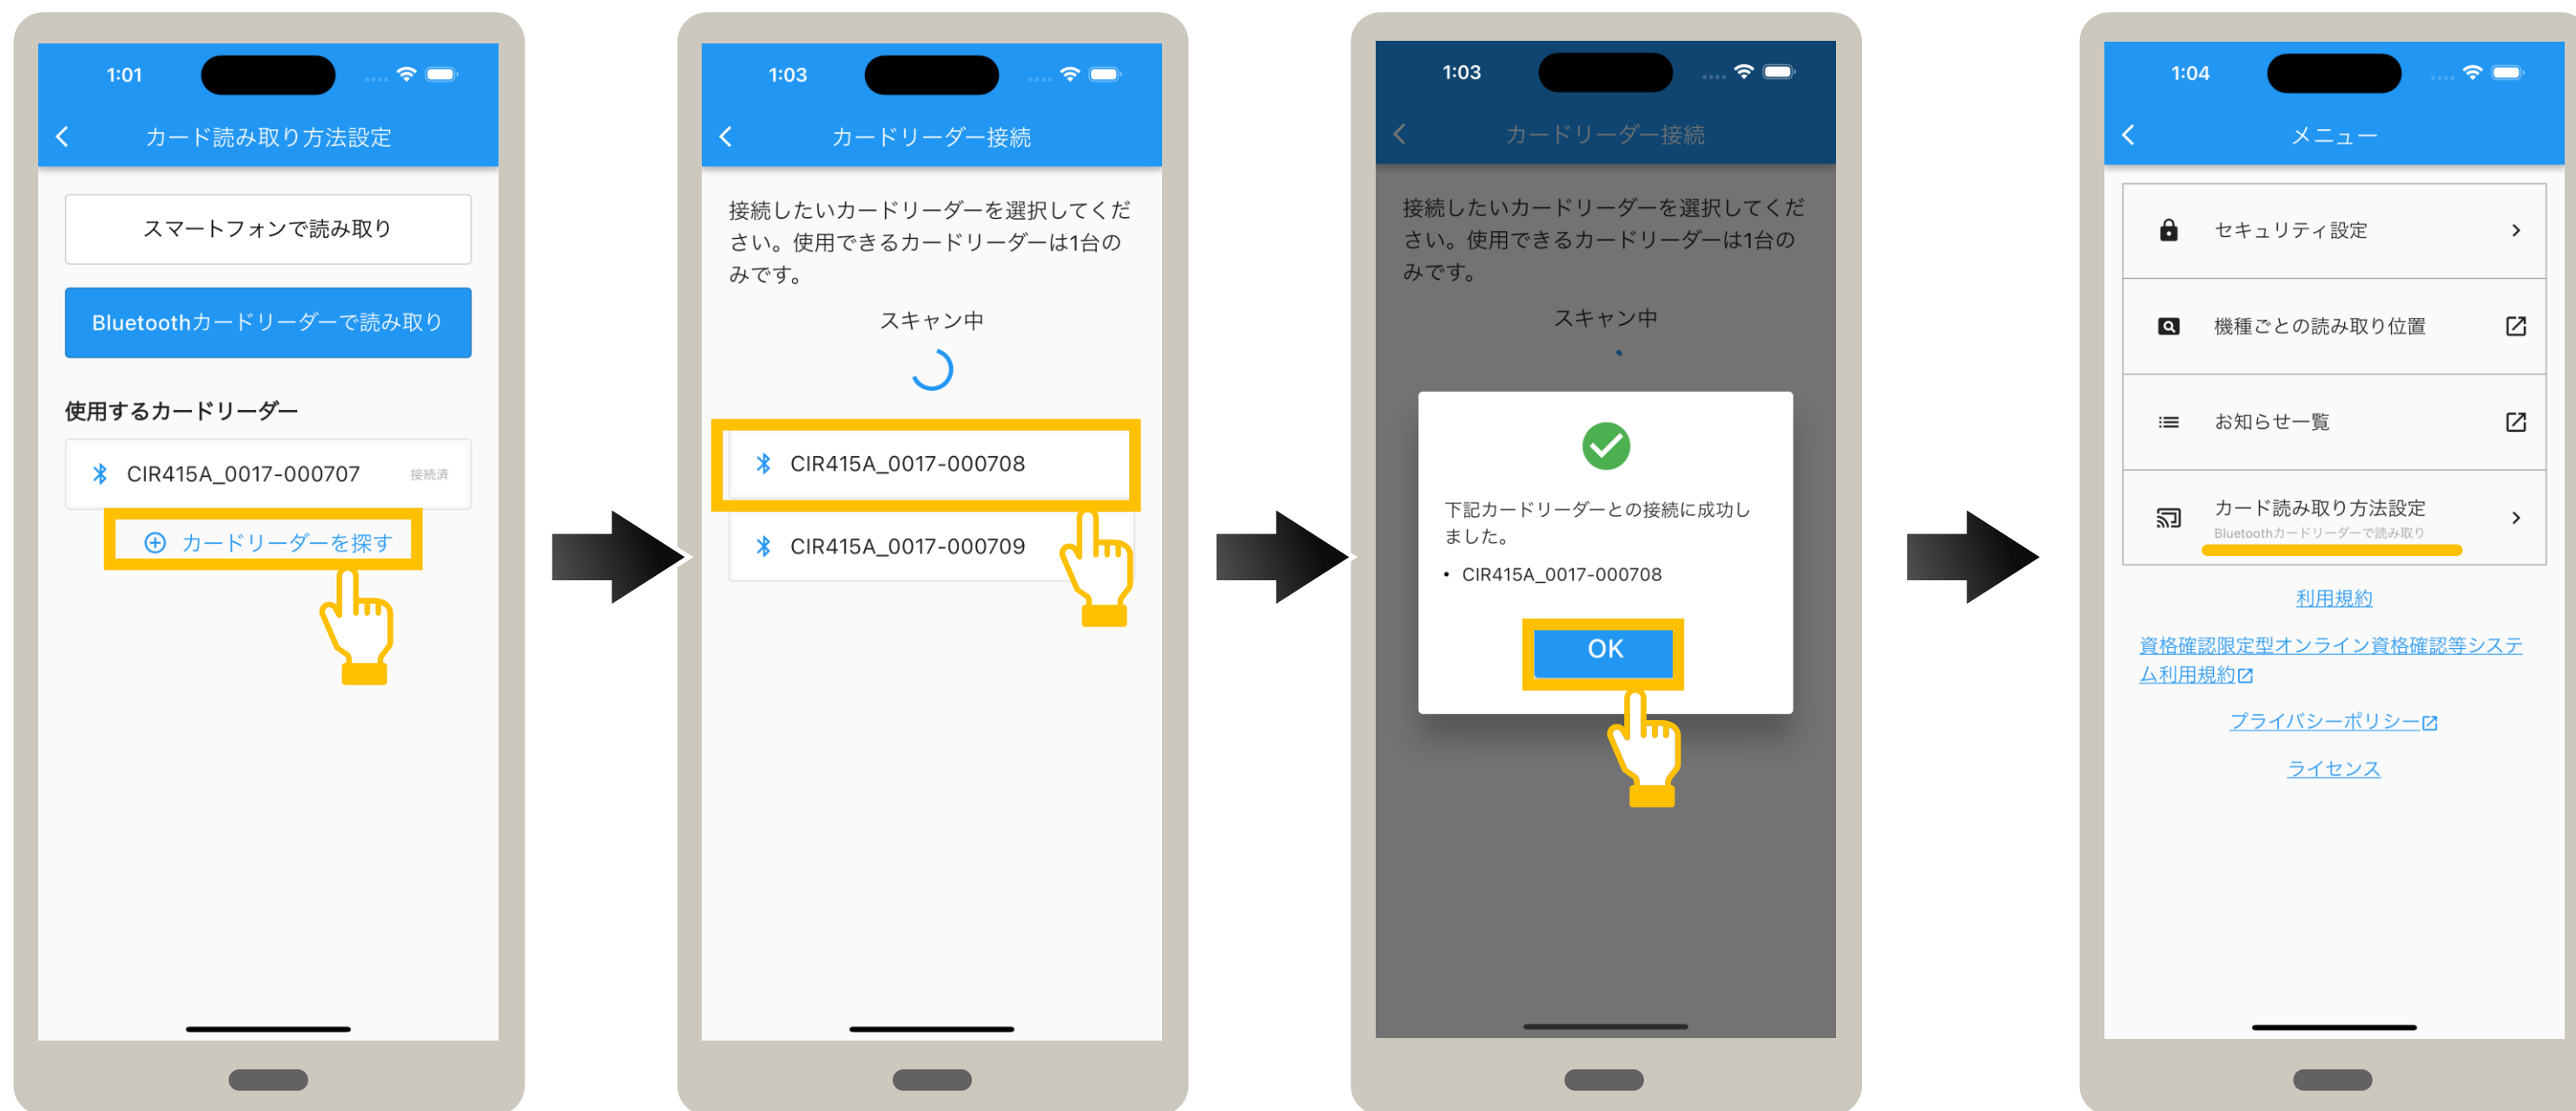 1:01
カード読み取り方法設定
スマートフォンで読み取り
Bluetoothカードリーダーで読み取り
使用するカードリーダー
CIR415A_0017-000707 接続済
カードリーダーを探す
1:03
カードリーダー接続
接続したいカードリーダーを選択してくだ
さい。使用できるカードリーダーは1台の
みです。
スキャン中
CIR415A_0017-000708
CIR415A_0017-000709
1:03
カードリーダー接続
接続したいカードリーダーを選択してくだ
さい。使用できるカードリーダーは1台の
みです。
スキャン中
下記カードリーダーとの接続に成功し
ました。
• CIR415A_0017-000708
OK
1:04
メニュー
セキュリティ設定
機種ごとの読み取り位置
お知らせ一覧
カード読み取り方法設定
Bluetoothカードリーダーで読み取り
利用規約
資格確認限定型オンライン資格確認等システ
ム利用規約
プライバシーポリシー
ライセンス